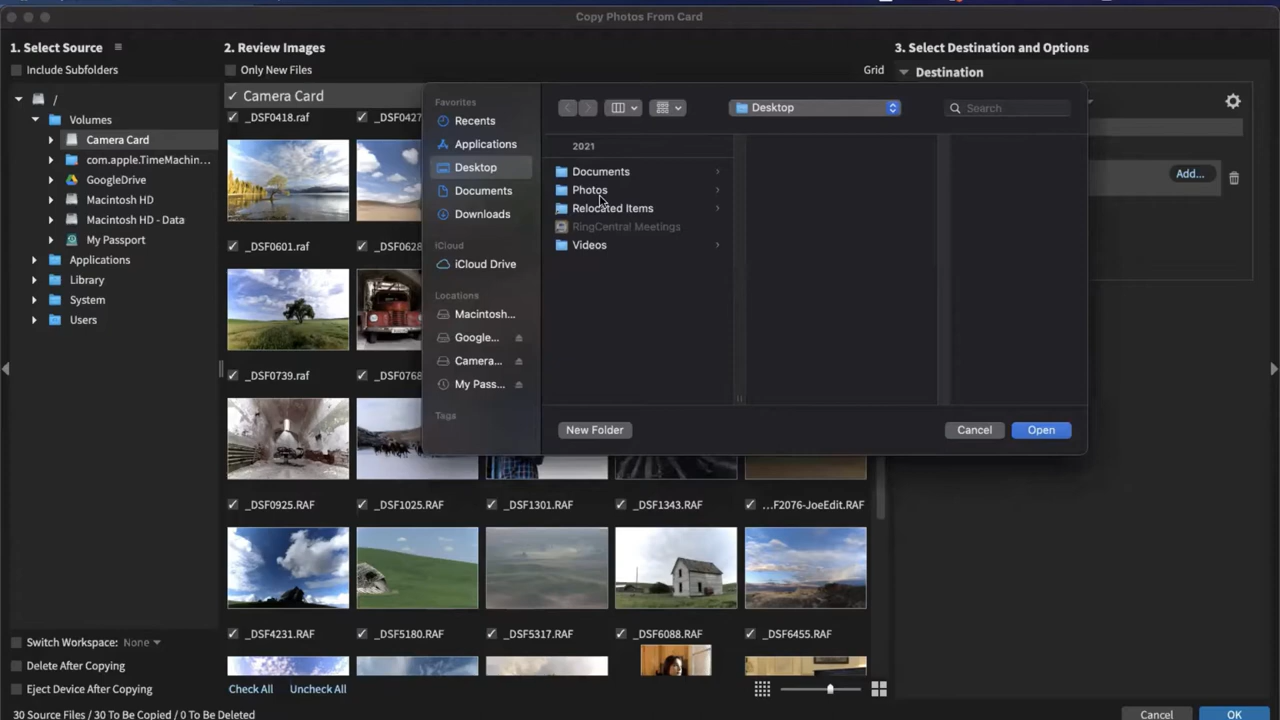 Copy Photos From Card
1. Select Source
Include Subfolders
/
Volumes
Camera Card
com.apple.TimeMachin...
GoogleDrive
Macintosh HD
Macintosh HD - Data
My Passport
Applications
Library
System
Users
Switch Workspace: None
Delete After Copying
Eject Device After Copying
30 Source Files / 30 To Be Copied / 0 To Be Deleted
2. Review Images
Only New Files
Grid
✓ Camera Card
_DSF0418.raf
_DSF0427
_DSF0601.raf
_DSF0628
_DSF0739.raf
_DSF0768
_DSF0925.RAF
_DSF1025.RAF
_DSF1301.RAF
_DSF1343.RAF
...F2076-JoeEdit.RAF
_DSF4231.RAF
_DSF5180.RAF
_DSF5317.RAF
_DSF6088.RAF
_DSF6455.RAF
Check All
Uncheck All
Favorites
Recents
Applications
Desktop
Documents
Downloads
iCloud
iCloud Drive
Locations
Macintosh...
Google...
Camera...
My Pass...
Tags
Desktop
Search
2021
Documents
Photos
Relocated Items
RingCentral Meetings
Videos
New Folder
Cancel
Open
3. Select Destination and Options
Destination
Add...
Cancel
OK